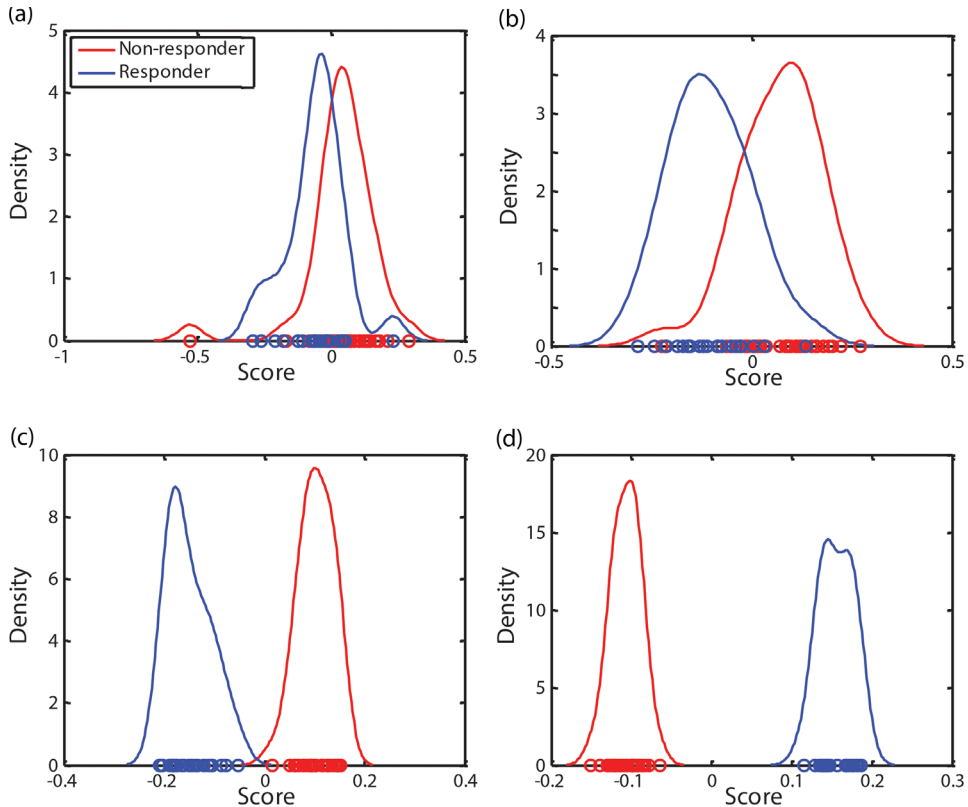 (a)
5
4
3
2
1
0
-1
-0.5
0
0.5
Density
Score
Non-responder
Responder
(b)
4
3
2
1
0
-0.5
0
0.5
Density
Score
(c)
10
8
6
4
2
0
-0.4
-0.2
0
0.2
0.4
Density
Score
(d)
20
15
10
5
0
-0.2
-0.1
0
0.1
0.2
0.3
Density
Score